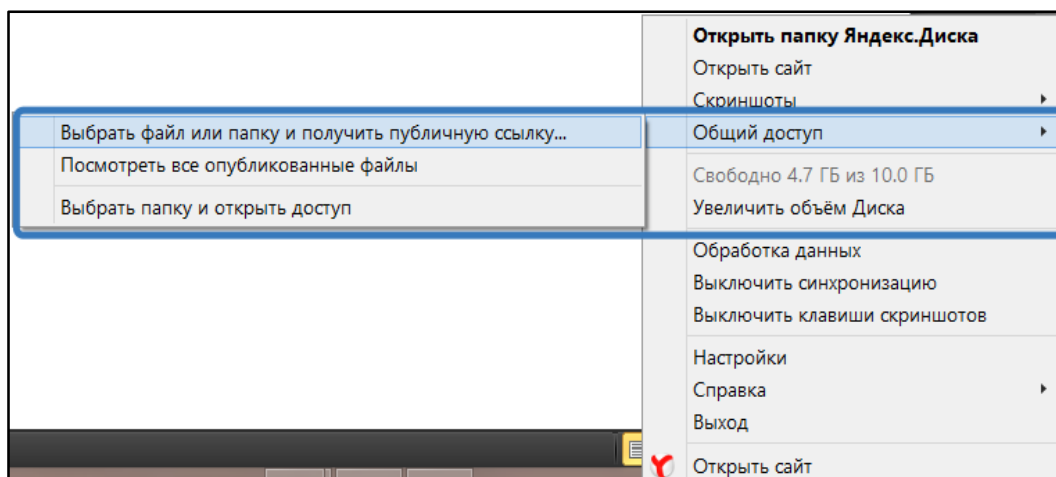 Открыть папку Яндекс.Диска
Открыть сайт
Скриншоты
Общий доступ
Выбрать файл или папку и получить публичную ссылку...
Посмотреть все опубликованные файлы
Выбрать папку и открыть доступ
Свободно 4.7 ГБ из 10.0 ГБ
Увеличить объём Диска
Обработка данных
Выключить синхронизацию
Выключить клавиши скриншотов
Настройки
Справка
Выход
Открыть сайт